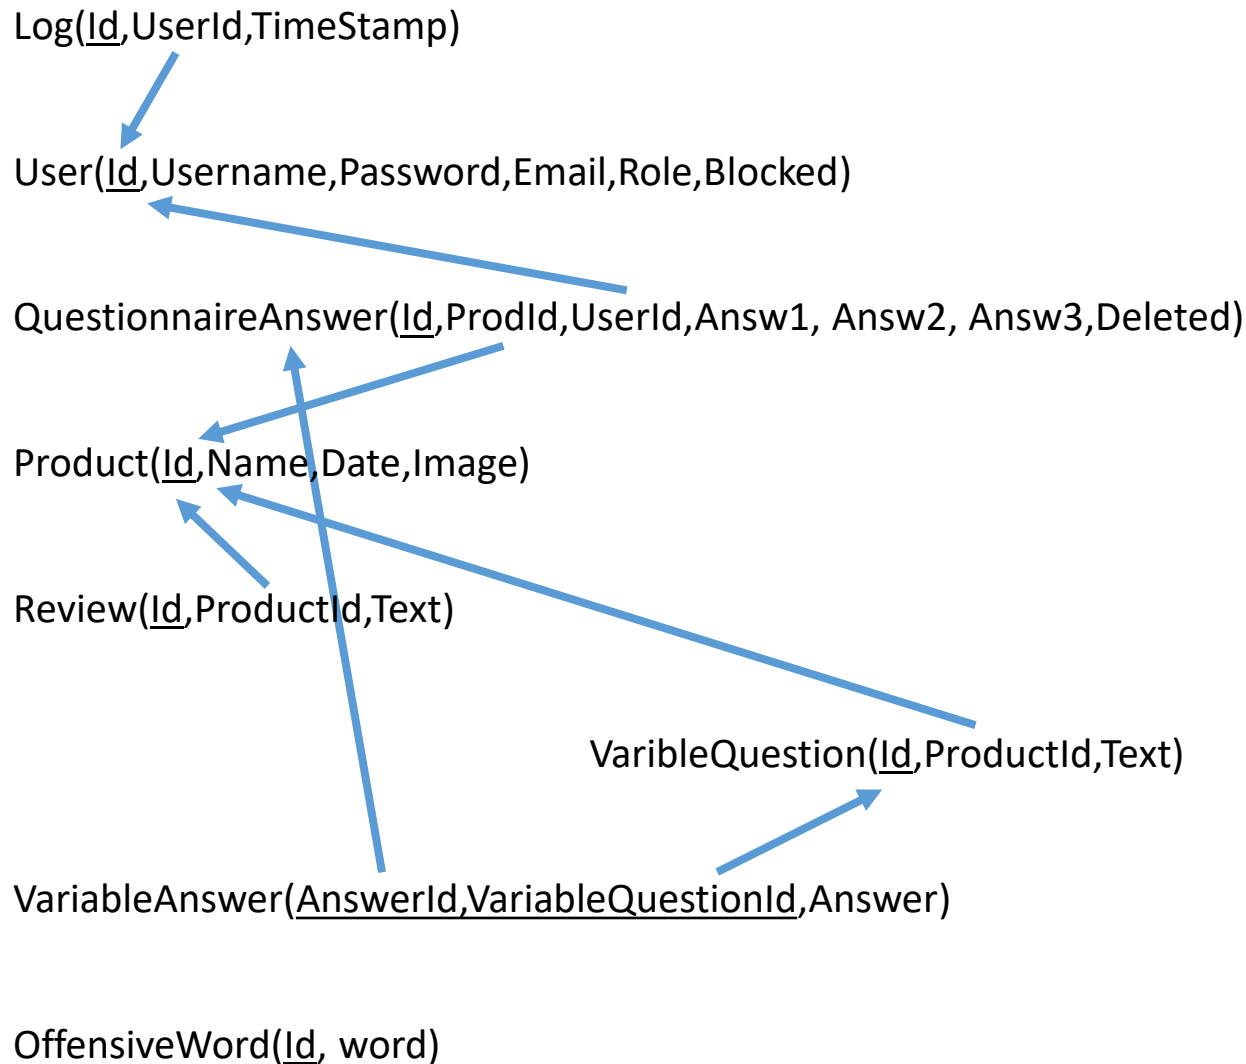 Log(Id,UserId,TimeStamp)
User(Id,Username,Password,Email,Role,Blocked)
QuestionnaireAnswer(Id,ProdId,UserId,Answ1, Answ2, Answ3,Deleted)
Product(Id,Name,Date,Image)
Review(Id,ProductId,Text)
VaribleQuestion(Id,ProductId,Text)
VariableAnswer(AnswerId,VariableQuestionId,Answer)
OffensiveWord(Id, word)